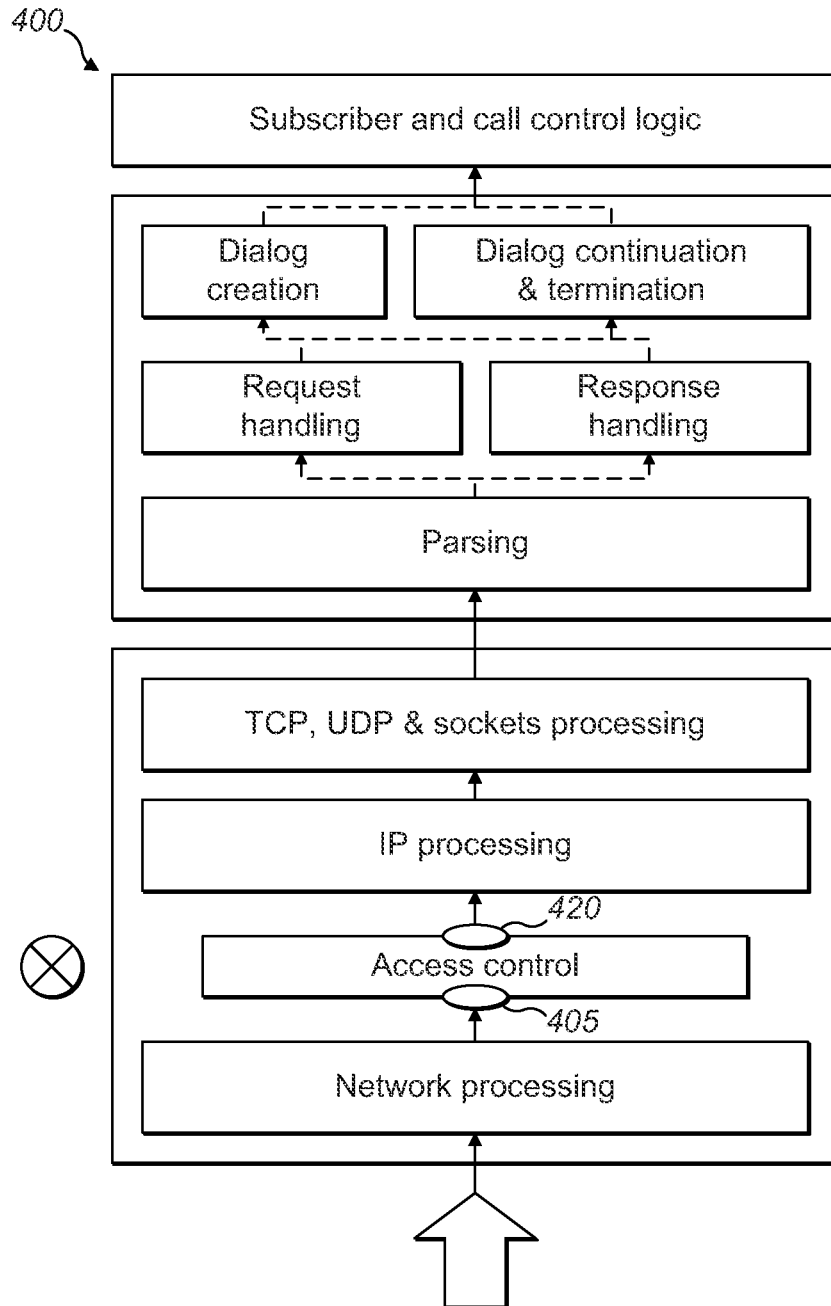 400
Subscriber and call control logic
Dialog
creation
Dialog continuation
& termination
Request
handling
Response
handling
Parsing
TCP, UDP & sockets processing
IP processing
420
Access control
405
Network processing